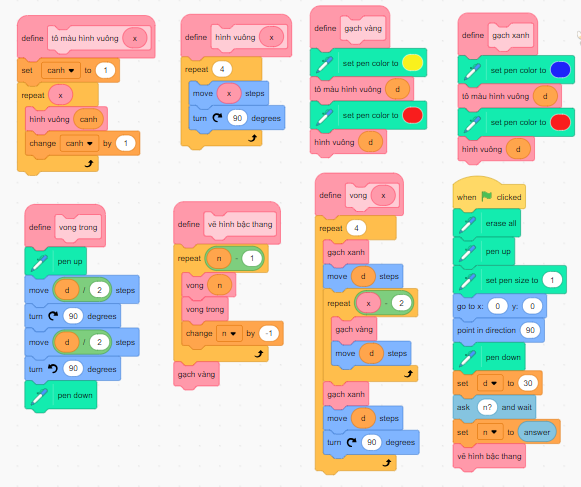 define tô màu hình vuông x
set canh to 1
repeat x
hình vuông canh
change canh by 1
define hình vuông x
repeat 4
move x steps
turn 90 degrees
define gạch vàng
set pen color to
tô màu hình vuông d
set pen color to
hình vuông d
define gạch xanh
set pen color to
tô màu hình vuông d
set pen color to
hình vuông d
define vong trong
pen up
move d / 2 steps
turn 90 degrees
move d / 2 steps
turn 90 degrees
pen down
define vẽ hình bậc thang
repeat n - 1
vong n
vong trong
change n by -1
gạch vàng
define vong x
repeat 4
gạch xanh
move d steps
repeat x - 2
gạch vàng
move d steps
gạch xanh
move d steps
turn 90 degrees
when clicked
erase all
pen up
set pen size to 1
go to x: 0 y: 0
point in direction 90
pen down
set d to 30
ask n? and wait
set n to answer
vẽ hình bậc thang